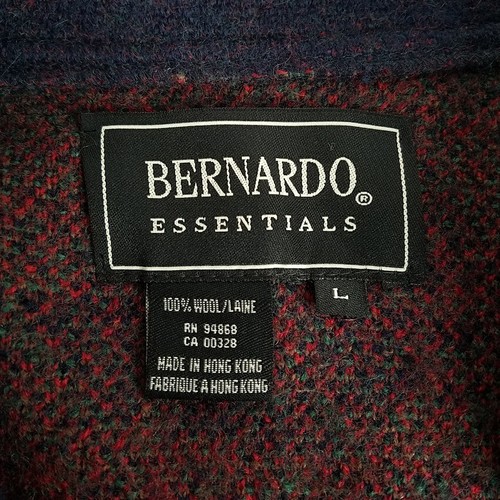 BERNARDO®
ESSENTIALS
L
100% WOOL/LAINE
RN 94868
CA 00328
MADE IN HONG KONG
FABRIQUE A HONG KONG